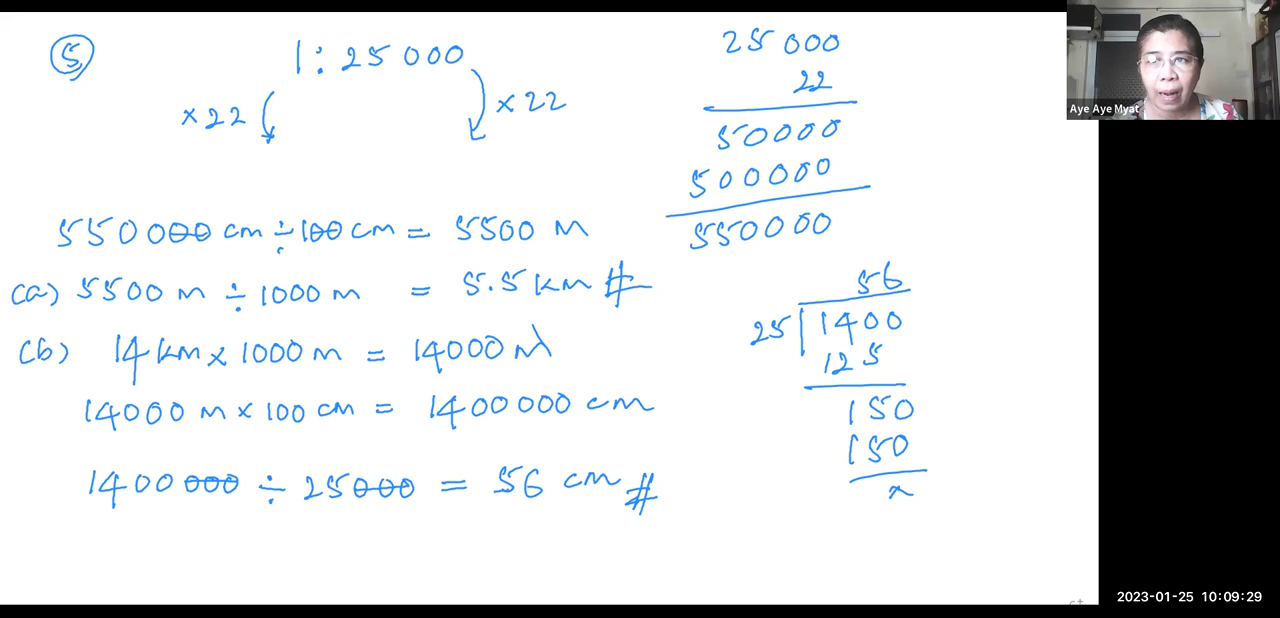 5
1 : 25 000
×22
×22
550000 cm ÷ 100 cm = 5500 m
(a) 5500 m ÷ 1000 m = 5.5 km #
(b) 14 km × 1000 m = 14000 m
14000 m × 100 cm = 1400000 cm
1400 000 ÷ 25000 = 56 cm #
25 000
22
50000
500000
550000
56
25 1400
125
150
150
×
Aye Aye Myat
2023-01-25 10:09:29